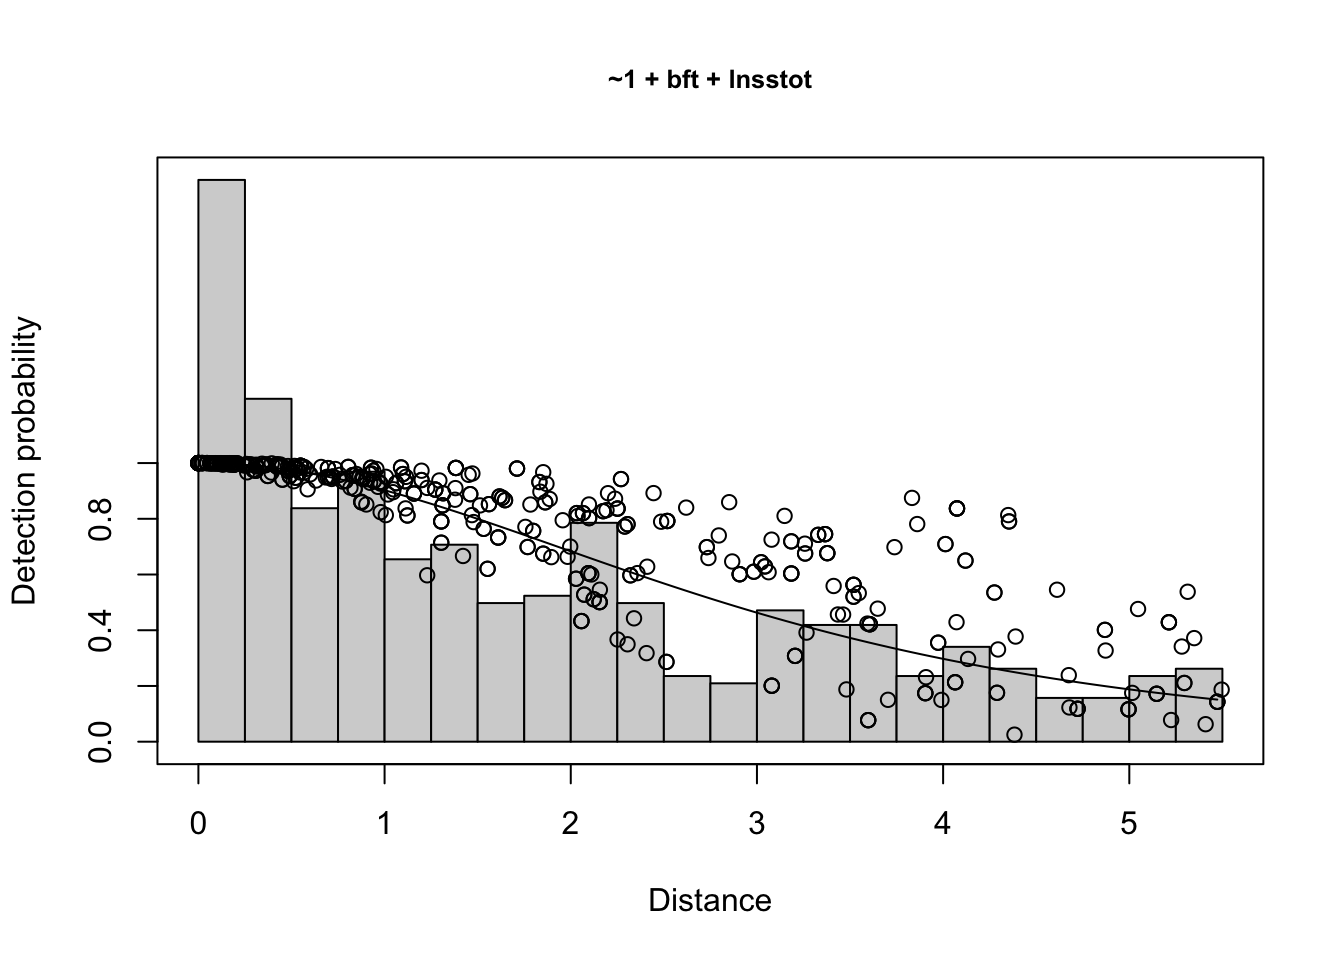 ~1 + bft + lnsstot
Detection probability
0.8
0.4
0.0
0 1 2 3 4 5
Distance